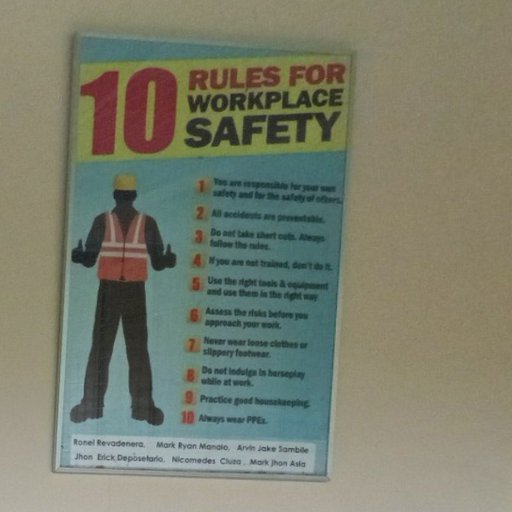 10 RULES FOR
WORKPLACE
SAFETY
1 You are responsible for your own
safety and for the safety of others.
2 All accidents are preventable.
3 Do not take short cuts. Always
follow the rules.
4 If you are not trained, don't do it.
5 Use the right tools & equipment
and use them in the right way
6 Assess the risks before you
approach your work.
7 Never wear loose clothes or
slippery footwear.
8 Do not indulge in horseplay
while at work.
9 Practice good housekeeping.
10 Always wear PPEs.
Ronel Revadenera, Mark Ryan Manalo, Arvin Jake Sambile
Jhon Erick Depositario, Nicomedes Cluza, Mark Jhon Asia